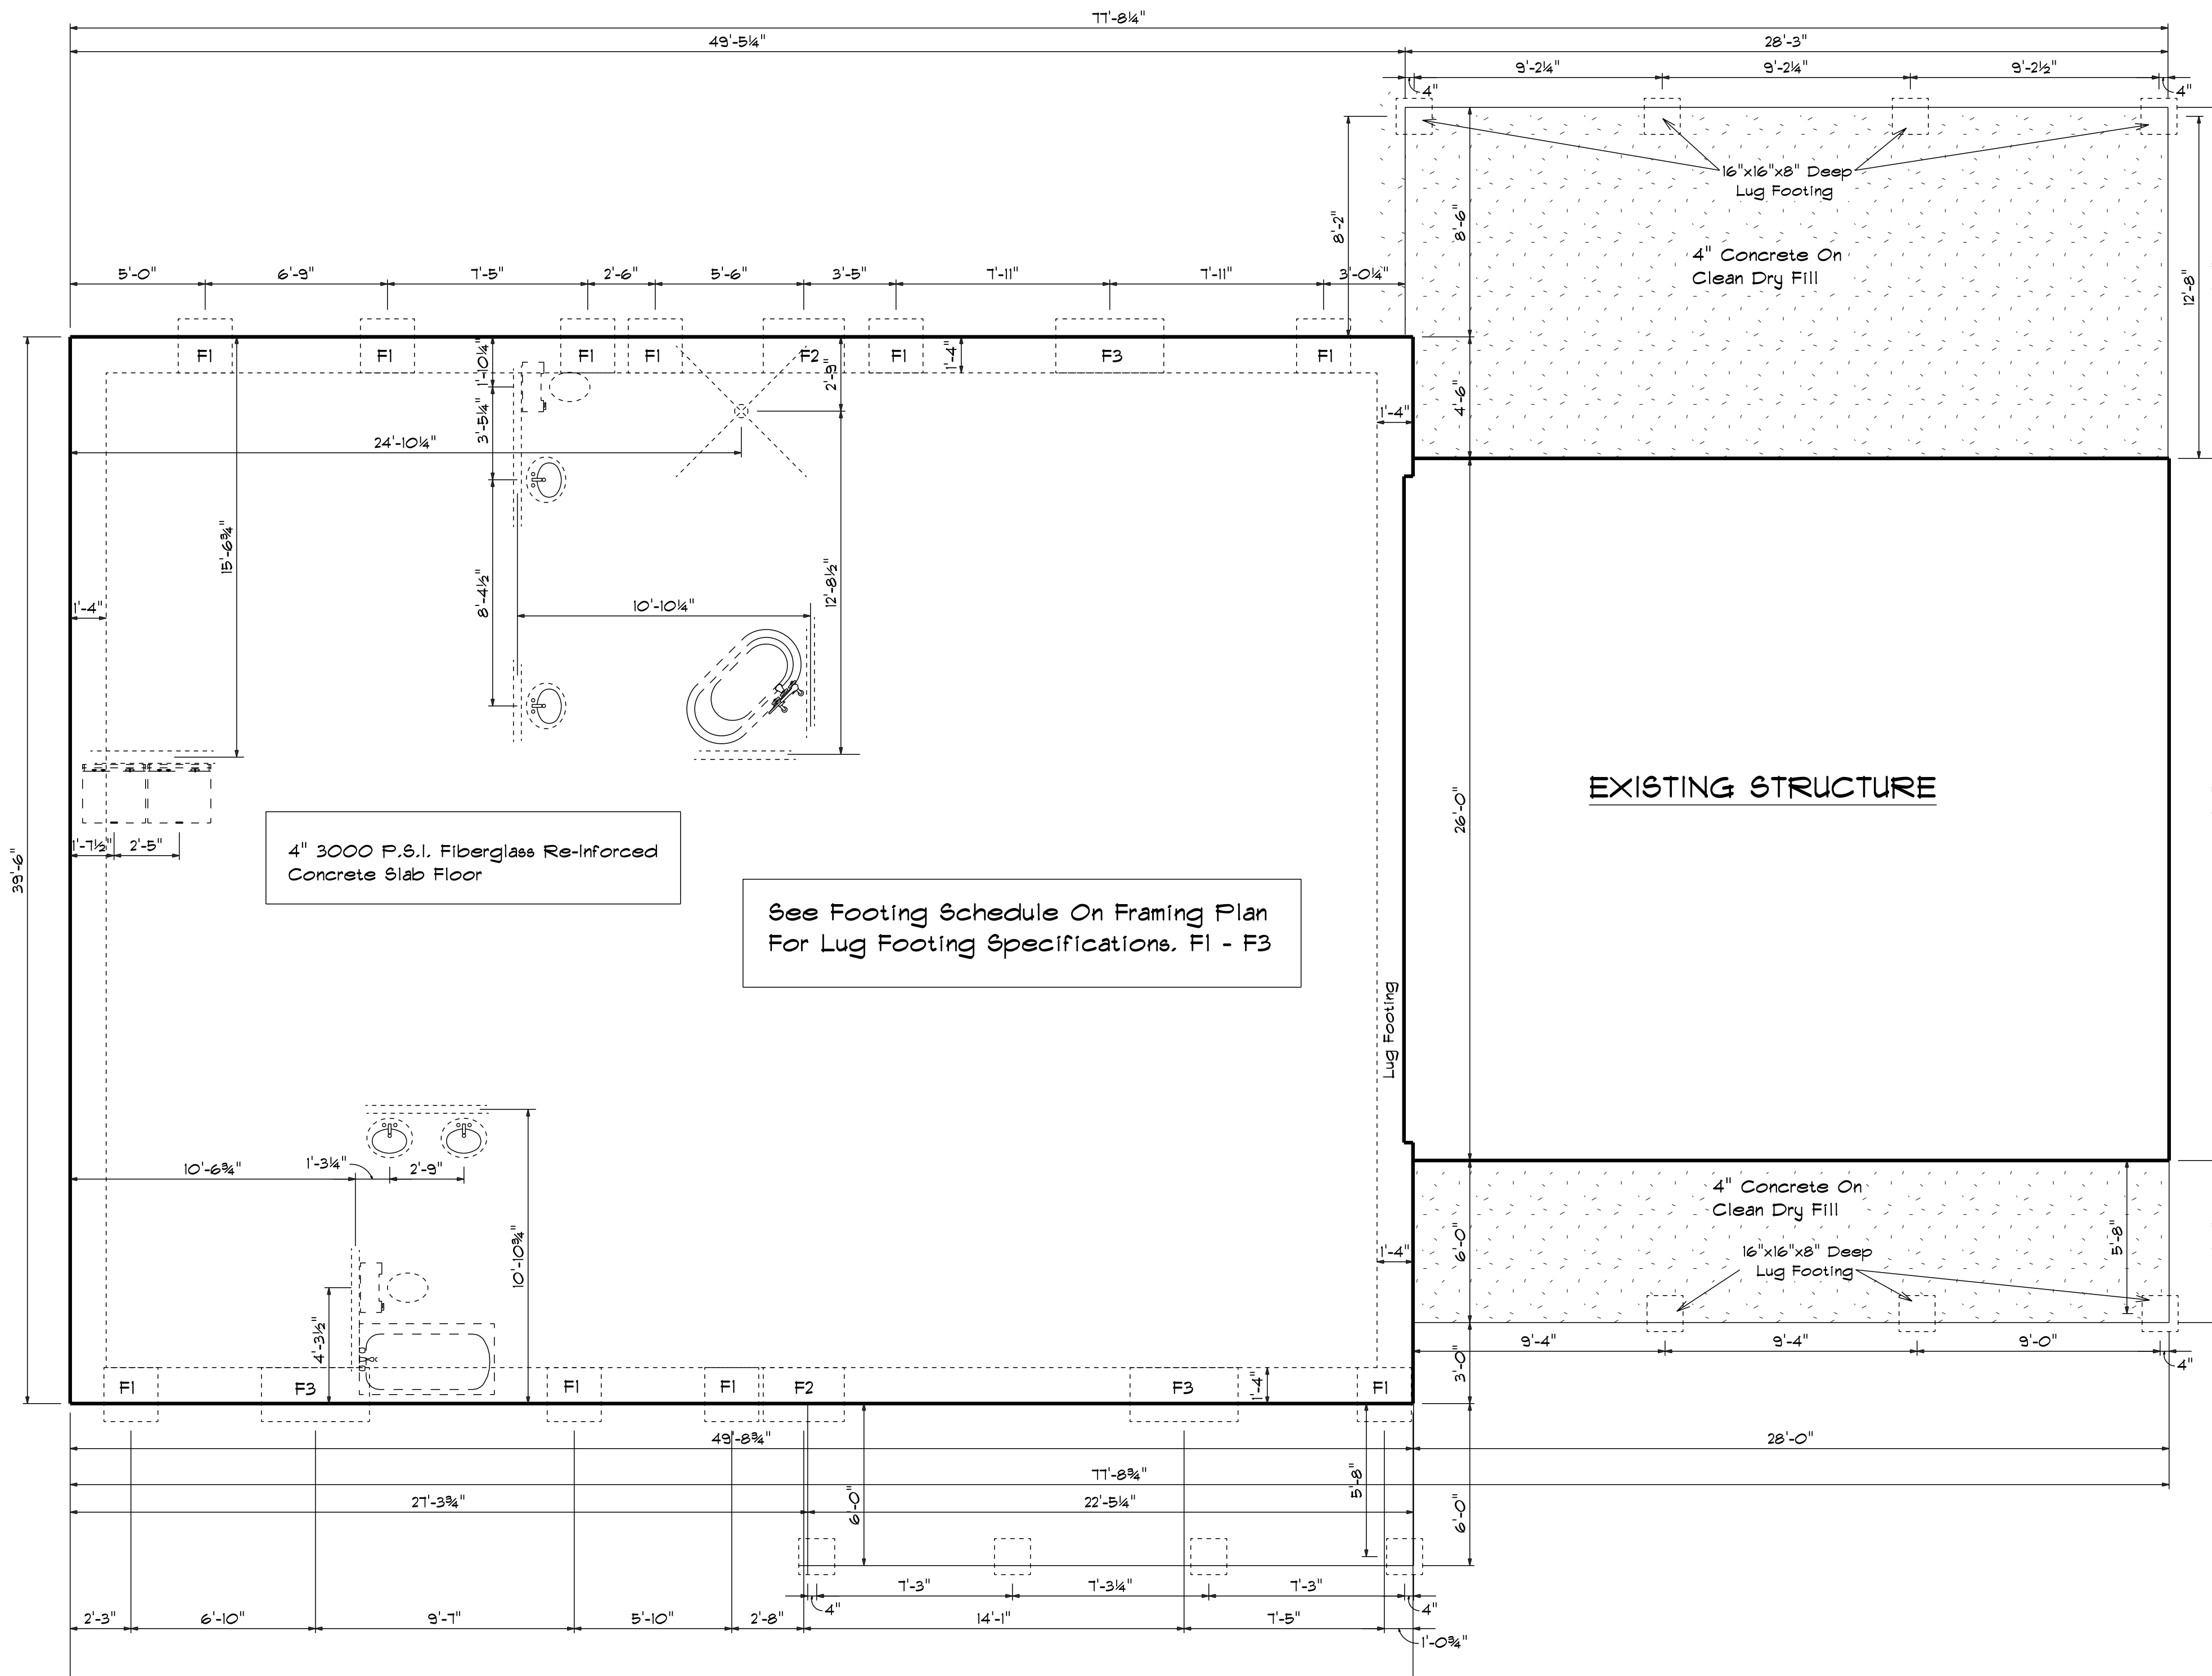 77'-8¼"
49'-5¼"
28'-3"
9'-2¼"
9'-2¼"
9'-2½"
4"
4"
16"x16"x8" Deep
Lug Footing
8'-2"
8'-6"
4" Concrete On
Clean Dry Fill
12'-8"
5'-0"
6'-9"
7'-5"
2'-6"
5'-6"
3'-5"
7'-11"
7'-11"
3'-0¼"
F1
F1
F1
F1
F2
F1
F3
F1
1'-10¼"
2'-9"
1'-4"
3'-5¼"
4'-6"
1'-4"
24'-10¼"
15'-6¾"
8'-4½"
12'-8½"
1'-4"
10'-10¼"
EXISTING STRUCTURE
26'-0"
39'-6"
1'-7½"
2'-5"
4" 3000 P.S.I. Fiberglass Re-Inforced
Concrete Slab Floor
See Footing Schedule On Framing Plan
For Lug Footing Specifications. F1 - F3
Lug Footing
10'-6¾"
1'-3¼"
2'-9"
4" Concrete On
Clean Dry Fill
16"x16"x8" Deep
Lug Footing
5'-8"
6'-0"
1'-4"
10'-10¾"
4'-3½"
9'-4"
9'-4"
9'-0"
4"
3'-0"
F1
F3
F1
F1
F2
F3
1'-4"
F1
49'-8¾"
28'-0"
77'-8¾"
27'-3¾"
22'-5¼"
6'-0"
5'-8"
6'-0"
7'-3"
7'-3¼"
7'-3"
4"
4"
2'-3"
6'-10"
9'-7"
5'-10"
2'-8"
14'-1"
7'-5"
1'-0¾"